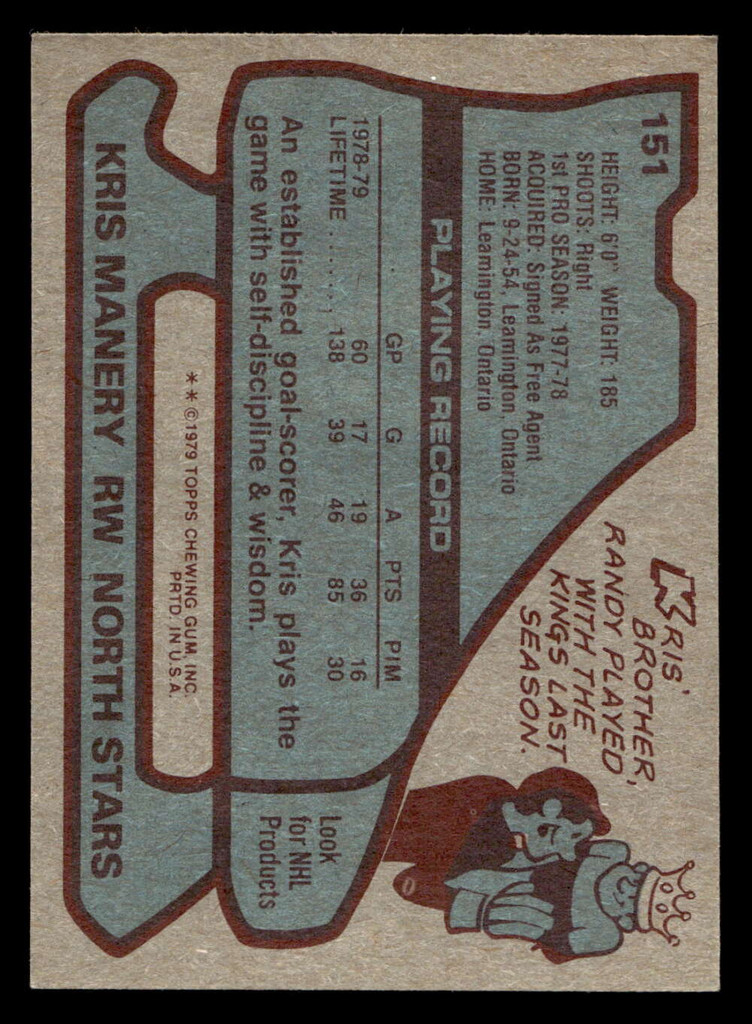 151
HEIGHT: 6'0" WEIGHT: 185
SHOOTS: Right
1st PRO SEASON: 1977-78
ACQUIRED: Signed As Free Agent
BORN: 9-24-54, Leamington, Ontario
HOME: Leamington, Ontario
KRIS'
BROTHER,
RANDY PLAYED
WITH THE
KINGS LAST
SEASON.
PLAYING RECORD
GP G A PTS PIM
1978-79 60 17 19 36 16
LIFETIME ....... 138 39 46 85 30
An established goal-scorer, Kris plays the
game with self-discipline & wisdom.
Look
for NHL
Products
**©1979 TOPPS CHEWING GUM, INC.
PRTD. IN U.S.A.
KRIS MANERY RW NORTH STARS